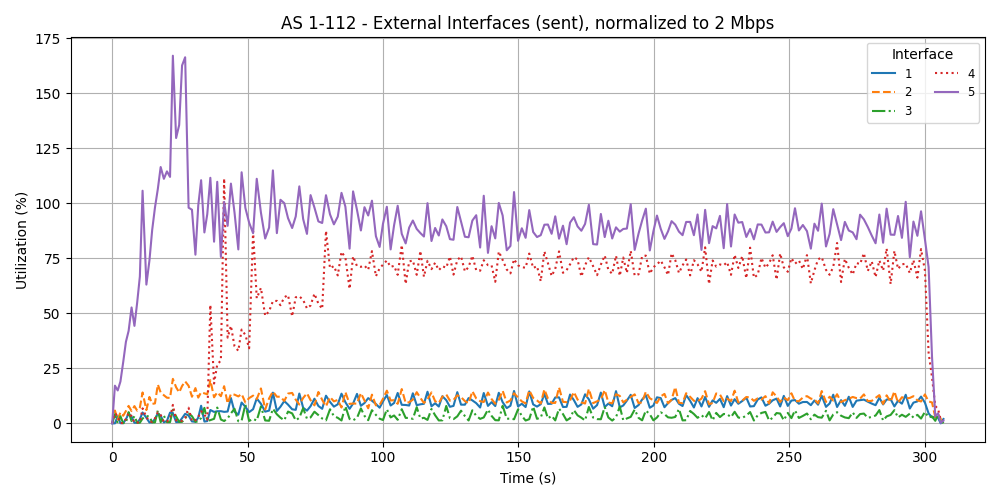 AS 1-112 - External Interfaces (sent), normalized to 2 Mbps
Utilization (%)
175
150
125
100
75
50
25
0
0 50 100 150 200 250 300
Time (s)
Interface
1 4
2 5
3